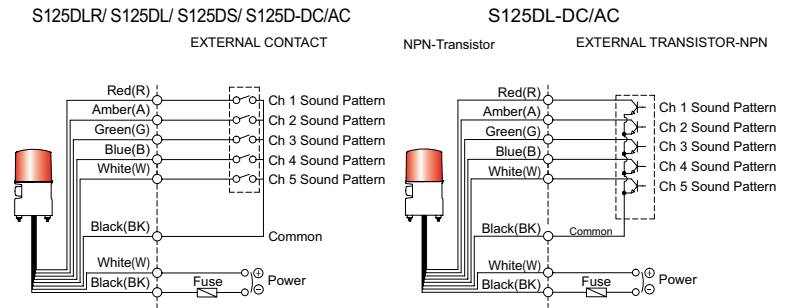 S125DLR/ S125DL/ S125DS/ S125D-DC/AC
EXTERNAL CONTACT
Red(R)
Ch 1 Sound Pattern
Amber(A)
Ch 2 Sound Pattern
Green(G)
Ch 3 Sound Pattern
Blue(B)
Ch 4 Sound Pattern
White(W)
Ch 5 Sound Pattern
Black(BK)
Common
White(W)
Black(BK)
Fuse
Power
S125DL-DC/AC
NPN-Transistor
EXTERNAL TRANSISTOR-NPN
Red(R)
Ch 1 Sound Pattern
Amber(A)
Ch 2 Sound Pattern
Green(G)
Ch 3 Sound Pattern
Blue(B)
Ch 4 Sound Pattern
White(W)
Ch 5 Sound Pattern
Black(BK)
Common
White(W)
Black(BK)
Fuse
Power